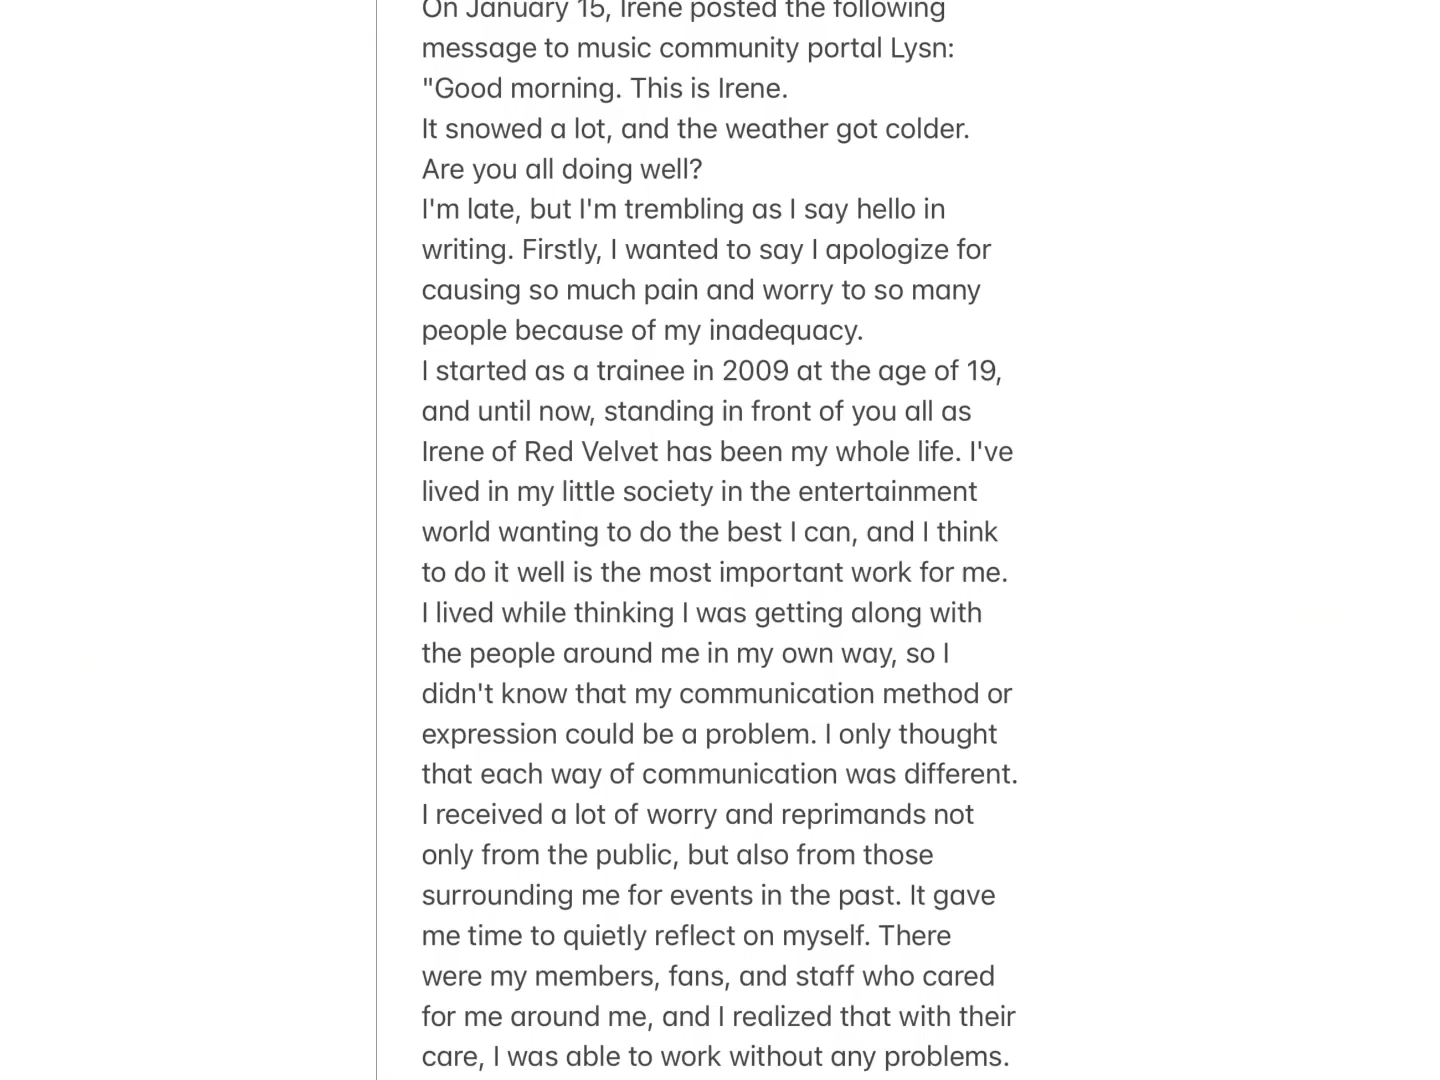 On January 15, Irene posted the following
message to music community portal Lysn:
"Good morning. This is Irene.
It snowed a lot, and the weather got colder.
Are you all doing well?
I'm late, but I'm trembling as I say hello in
writing. Firstly, I wanted to say I apologize for
causing so much pain and worry to so many
people because of my inadequacy.
I started as a trainee in 2009 at the age of 19,
and until now, standing in front of you all as
Irene of Red Velvet has been my whole life. I've
lived in my little society in the entertainment
world wanting to do the best I can, and I think
to do it well is the most important work for me.
I lived while thinking I was getting along with
the people around me in my own way, so I
didn't know that my communication method or
expression could be a problem. I only thought
that each way of communication was different.
I received a lot of worry and reprimands not
only from the public, but also from those
surrounding me for events in the past. It gave
me time to quietly reflect on myself. There
were my members, fans, and staff who cared
for me around me, and I realized that with their
care, I was able to work without any problems.